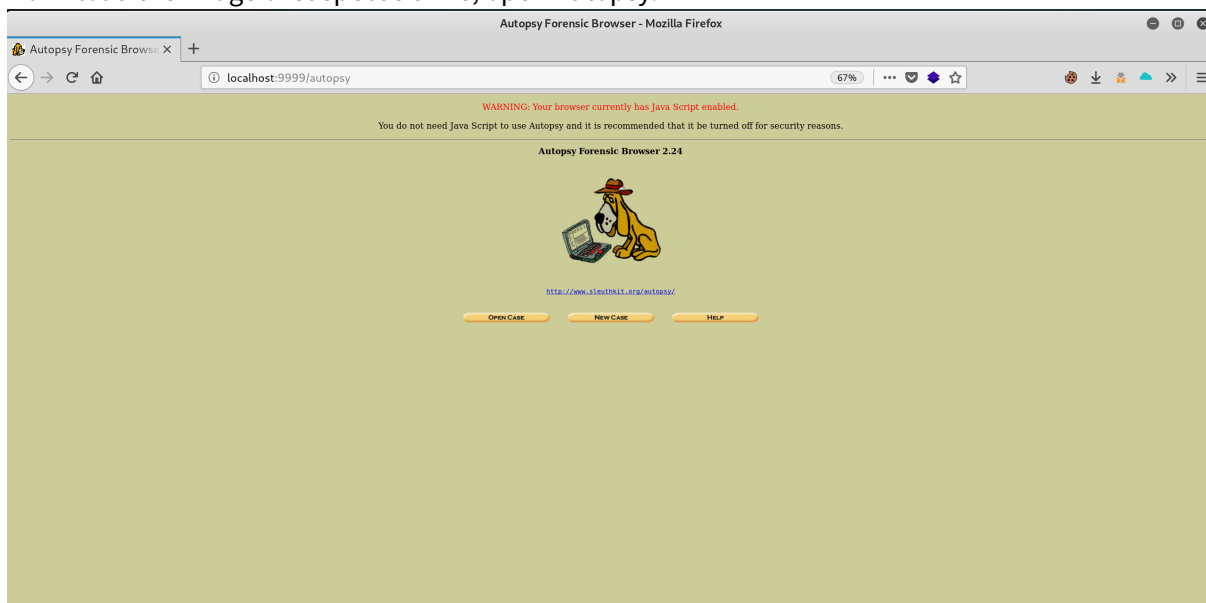 Autopsy Forensic Browser - Mozilla Firefox
Autopsy Forensic Brows
localhost:9999/autopsy
67%
WARNING: Your browser currently has Java Script enabled.
You do not need Java Script to use Autopsy and it is recommended that it be turned off for security reasons.
Autopsy Forensic Browser 2.24
http://www.sleuthkit.org/autopsy/
OPEN CASE NEW CASE HELP